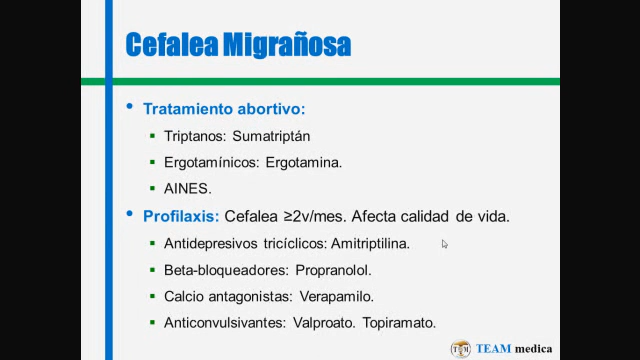 Cefalea Migrañosa
Tratamiento abortivo:
Triptanos: Sumatriptán
Ergotamínicos: Ergotamina.
AINES.
Profilaxis: Cefalea ≥2v/mes. Afecta calidad de vida.
Antidepresivos tricíclicos: Amitriptilina.
Beta-bloqueadores: Propranolol.
Calcio antagonistas: Verapamilo.
Anticonvulsivantes: Valproato. Topiramato.
TEAM medica